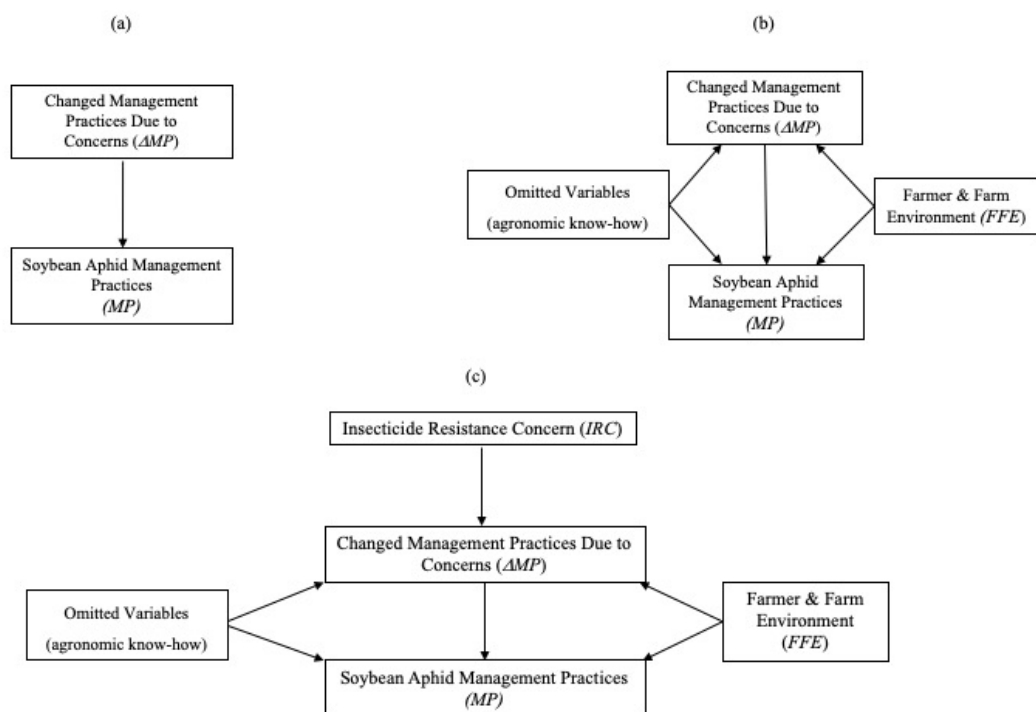 (a)
Changed Management
Practices Due to
Concerns (ΔMP)
Soybean Aphid Management
Practices
(MP)
(b)
Changed Management
Practices Due to
Concerns (ΔMP)
Omitted Variables
(agronomic know-how)
Farmer & Farm
Environment (FFE)
Soybean Aphid
Management Practices
(MP)
(c)
Insecticide Resistance Concern (IRC)
Changed Management Practices Due to
Concerns (ΔMP)
Omitted Variables
(agronomic know-how)
Farmer & Farm
Environment
(FFE)
Soybean Aphid Management Practices
(MP)